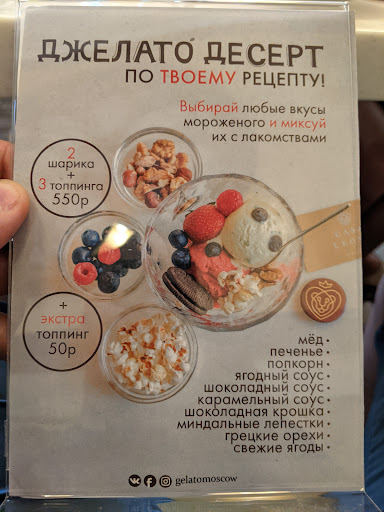 ДЖЕЛАТО ДЕСЕРТ
ПО ТВОЕМУ РЕЦЕПТУ!
Выбирай любые вкусы
мороженого и миксуй
их с лакомствами
2
шарика
+
3 топпинга
550р
+
экстра
топпинг
50р
мёд
печенье
попкорн
ягодный соус
шоколадный соус
карамельный соус
шоколадная крошка
миндальные лепестки
грецкие орехи
свежие ягоды
gelatomoscow